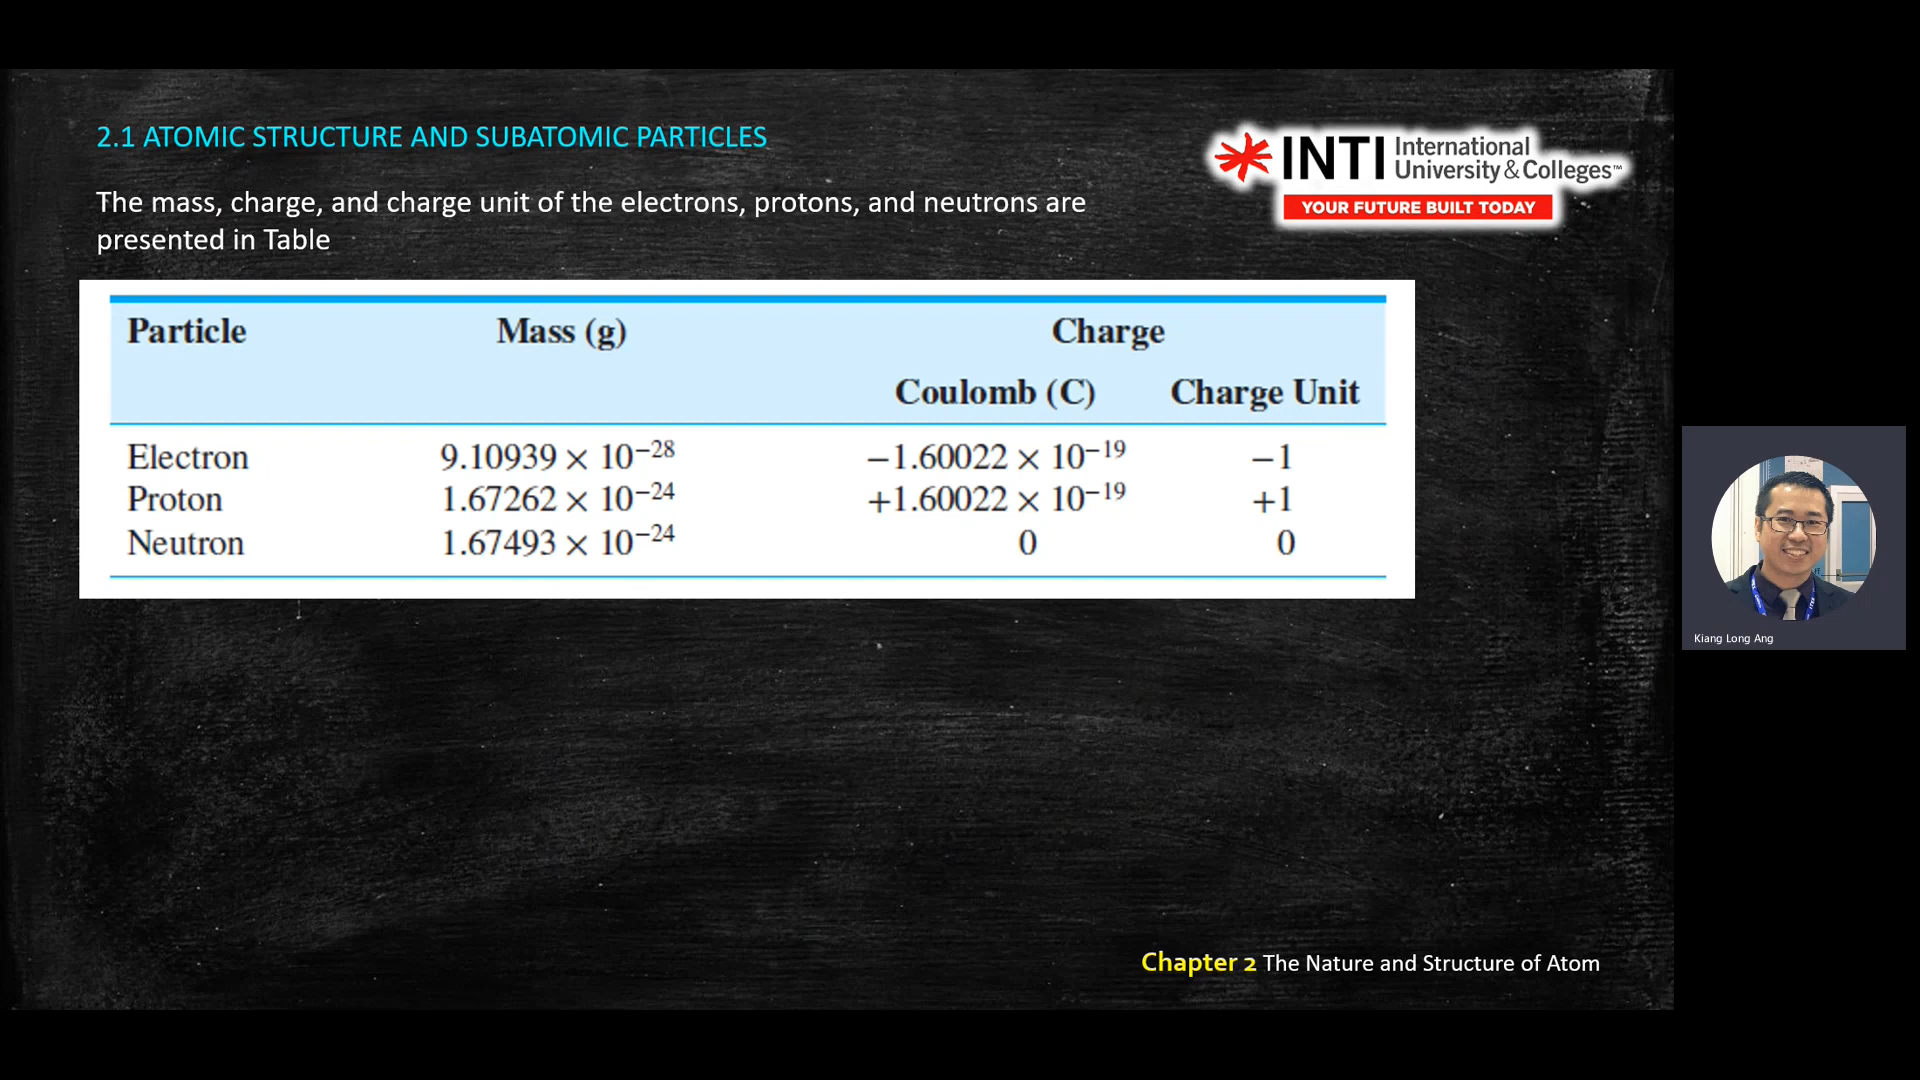 2.1 ATOMIC STRUCTURE AND SUBATOMIC PARTICLES
INTI International University & Colleges™
YOUR FUTURE BUILT TODAY
The mass, charge, and charge unit of the electrons, protons, and neutrons are
presented in Table
Particle Mass (g) Charge
Coulomb (C) Charge Unit
Electron 9.10939 × 10⁻²⁸ −1.60022 × 10⁻¹⁹ −1
Proton 1.67262 × 10⁻²⁴ +1.60022 × 10⁻¹⁹ +1
Neutron 1.67493 × 10⁻²⁴ 0 0
Kiang Long Ang
Chapter 2 The Nature and Structure of Atom